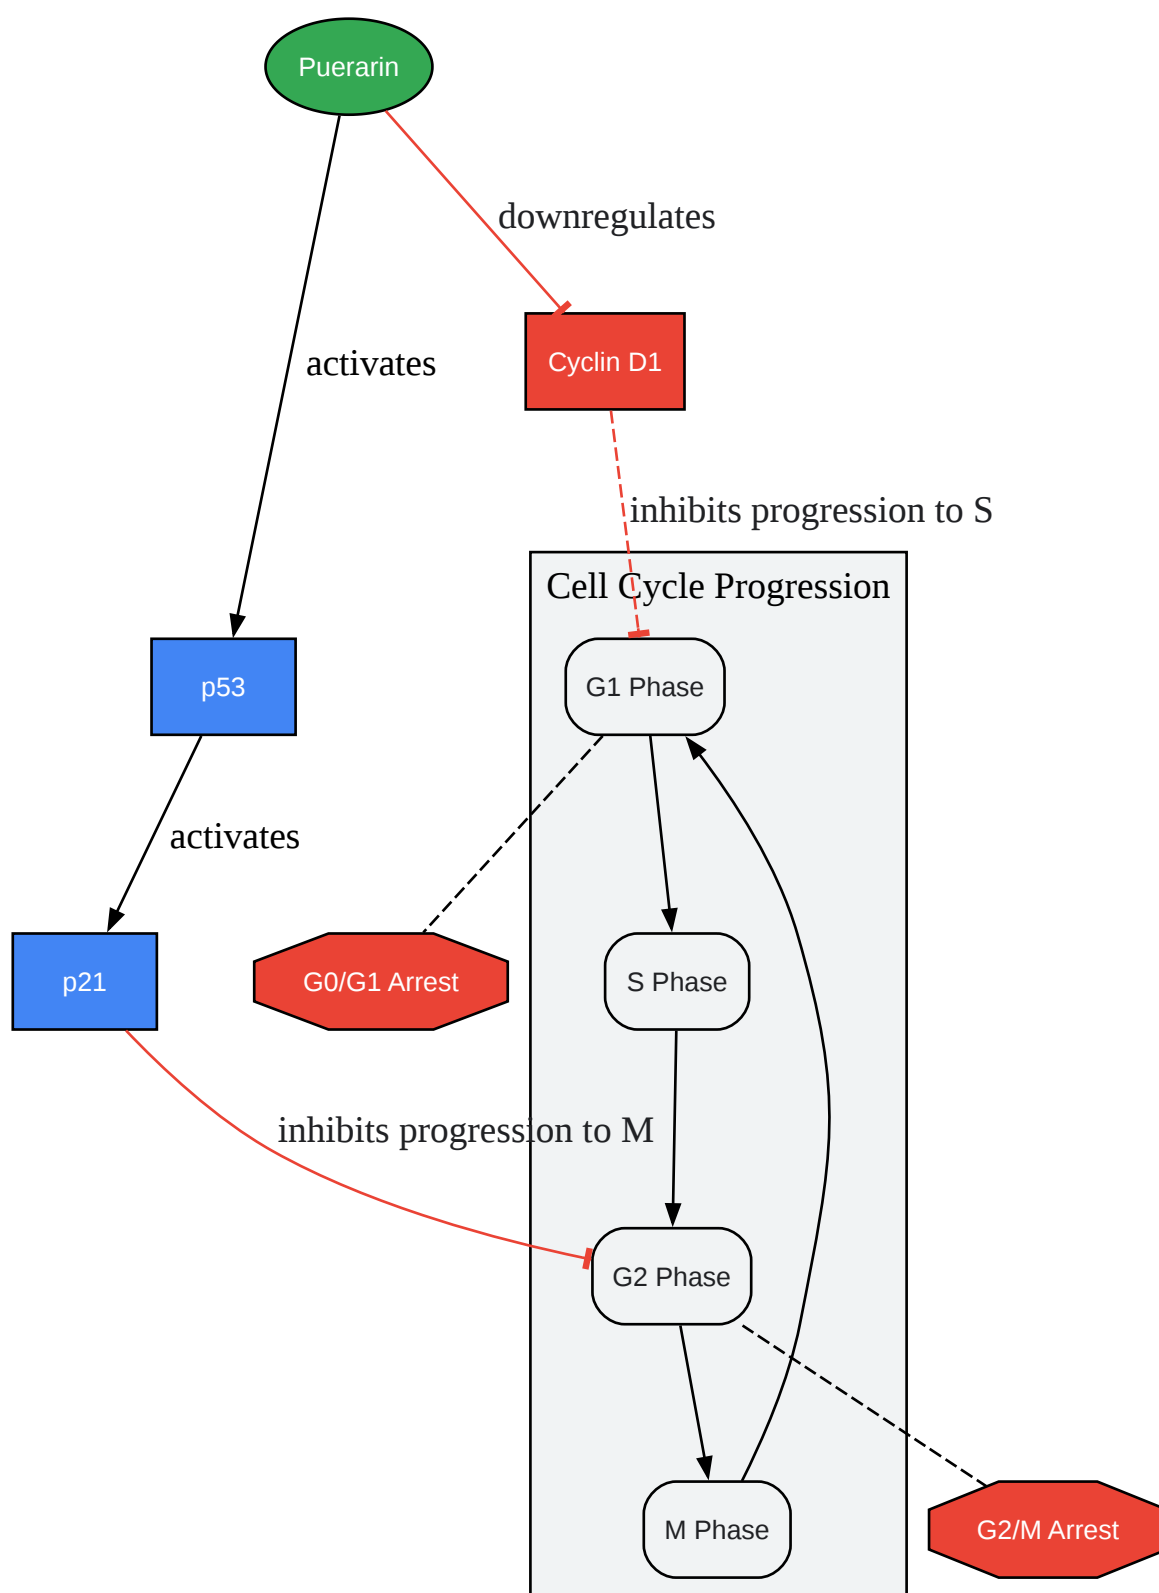 Puerarin
downregulates
activates
Cyclin D1
inhibits progression to S
Cell Cycle Progression
p53
G1 Phase
activates
p21
G0/G1 Arrest
S Phase
inhibits progression to M
G2 Phase
M Phase
G2/M Arrest